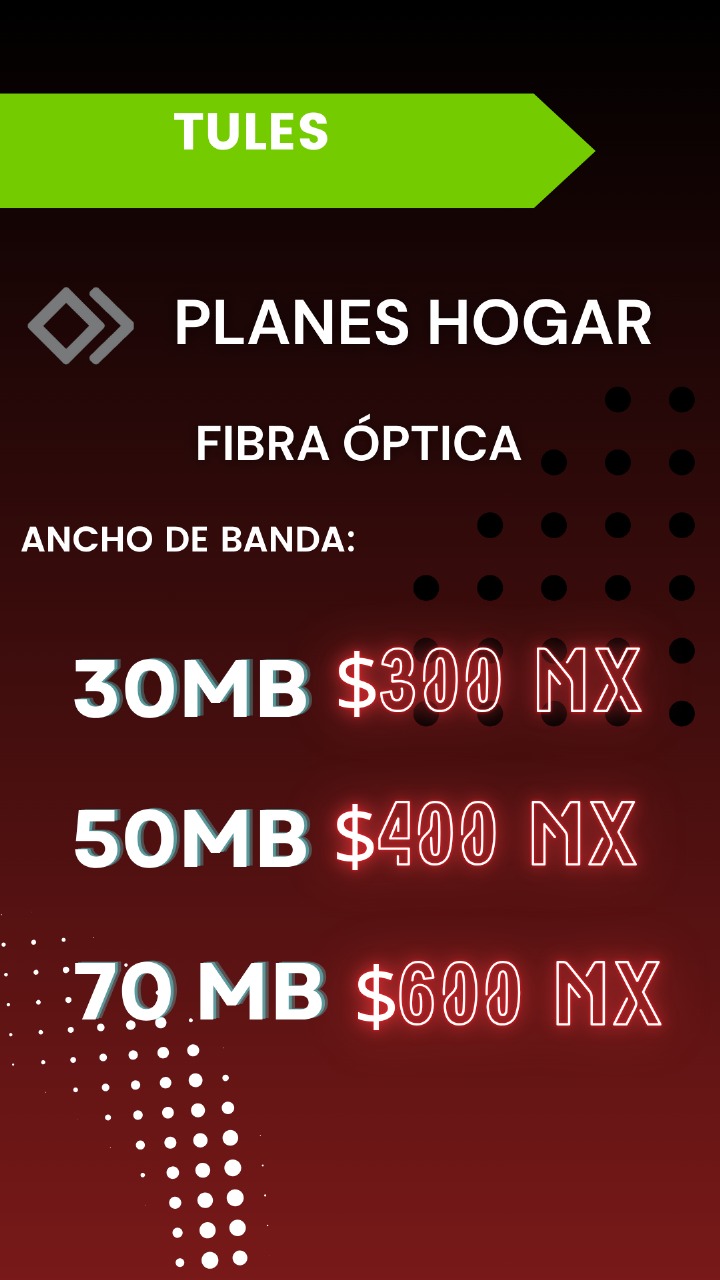 TULES
PLANES HOGAR
FIBRA ÓPTICA
ANCHO DE BANDA:
30MB $300 MX
50MB $400 MX
70 MB $600 MX